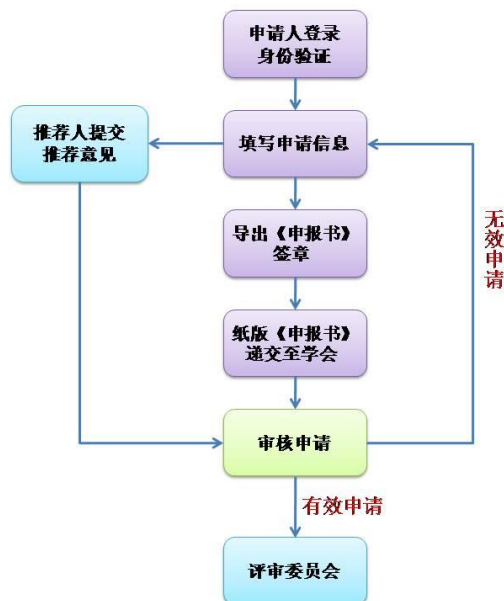 申请人登录
身份验证
推荐人提交
推荐意见
填写申请信息
导出《申报书》
签章
纸版《申报书》
递交至学会
无效申请
审核申请
有效申请
评审委员会